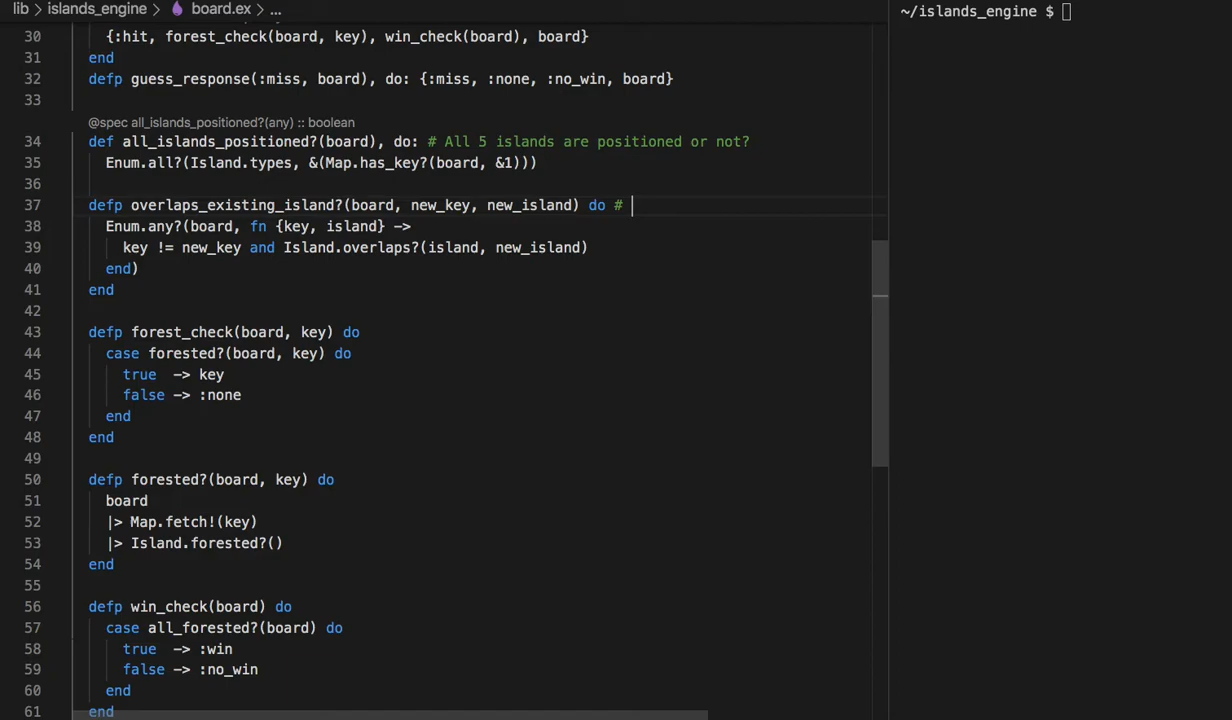 lib > islands_engine > board.ex > ...
~/islands_engine $
30 {:hit, forest_check(board, key), win_check(board), board}
31 end
32 defp guess_response(:miss, board), do: {:miss, :none, :no_win, board}
33
@spec all_islands_positioned?(any) :: boolean
34 def all_islands_positioned?(board), do: # All 5 islands are positioned or not?
35 Enum.all?(Island.types, &(Map.has_key?(board, &1)))
36
37 defp overlaps_existing_island?(board, new_key, new_island) do #
38 Enum.any?(board, fn {key, island} ->
39 key != new_key and Island.overlaps?(island, new_island)
40 end)
41 end
42
43 defp forest_check(board, key) do
44 case forested?(board, key) do
45 true -> key
46 false -> :none
47 end
48 end
49
50 defp forested?(board, key) do
51 board
52 |> Map.fetch!(key)
53 |> Island.forested?()
54 end
55
56 defp win_check(board) do
57 case all_forested?(board) do
58 true -> :win
59 false -> :no_win
60 end
61 end